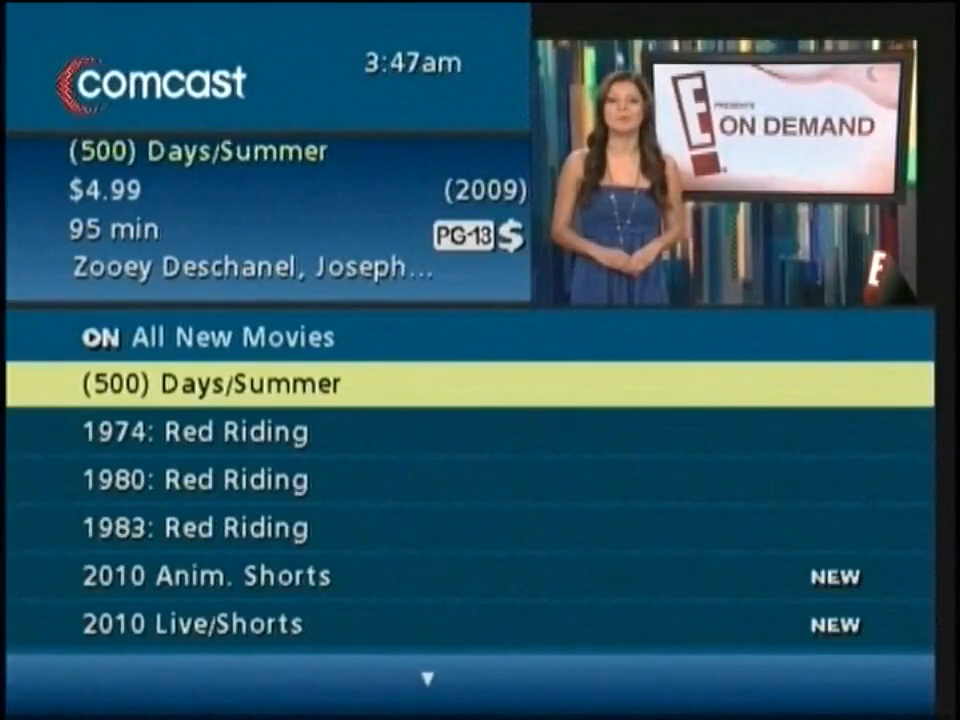 comcast
3:47am
(500) Days/Summer
$4.99 (2009)
95 min PG-13 $
Zooey Deschanel, Joseph...
E! PRESENTS
ON DEMAND
E
ON All New Movies
(500) Days/Summer
1974: Red Riding
1980: Red Riding
1983: Red Riding
2010 Anim. Shorts NEW
2010 Live/Shorts NEW